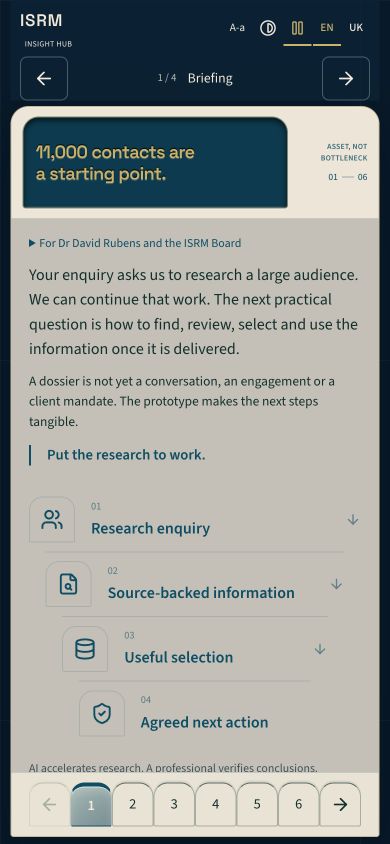 ISRM
INSIGHT HUB
A-a
EN
UK
1 / 4 Briefing
11,000 contacts are
a starting point.
ASSET, NOT
BOTTLENECK
01 — 06
For Dr David Rubens and the ISRM Board
Your enquiry asks us to research a large audience.
We can continue that work. The next practical
question is how to find, review, select and use the
information once it is delivered.
A dossier is not yet a conversation, an engagement or a
client mandate. The prototype makes the next steps
tangible.
Put the research to work.
01
Research enquiry
02
Source-backed information
03
Useful selection
04
Agreed next action
AI accelerates research. A professional verifies conclusions.
1 2 3 4 5 6